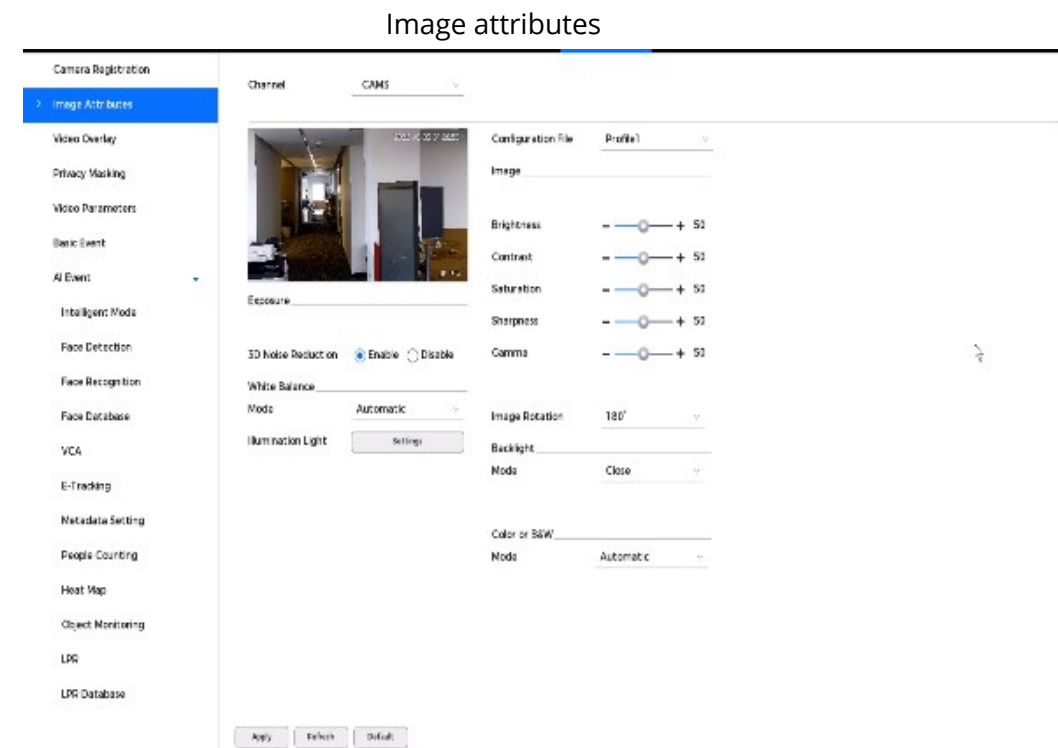 Image attributes
Camera Registration
Image Attributes
Video Overlay
Privacy Masking
Video Parameters
Basic Event
AI Event
Intelligent Mode
Face Detection
Face Recognition
Face Database
VCA
E-Tracking
Metadata Setting
People Counting
Heat Map
Object Monitoring
LPR
LPR Database
Channel CAM5
Exposure
3D Noise Reduction Enable Disable
White Balance
Mode Automatic
Illumination Light Settings
Configuration File Profile1
Image
Brightness - + 50
Contrast - + 50
Saturation - + 50
Sharpness - + 50
Gamma - + 50
Image Rotation 180°
Backlight
Mode Close
Color or B&W
Mode Automatic
Apply Refresh Default